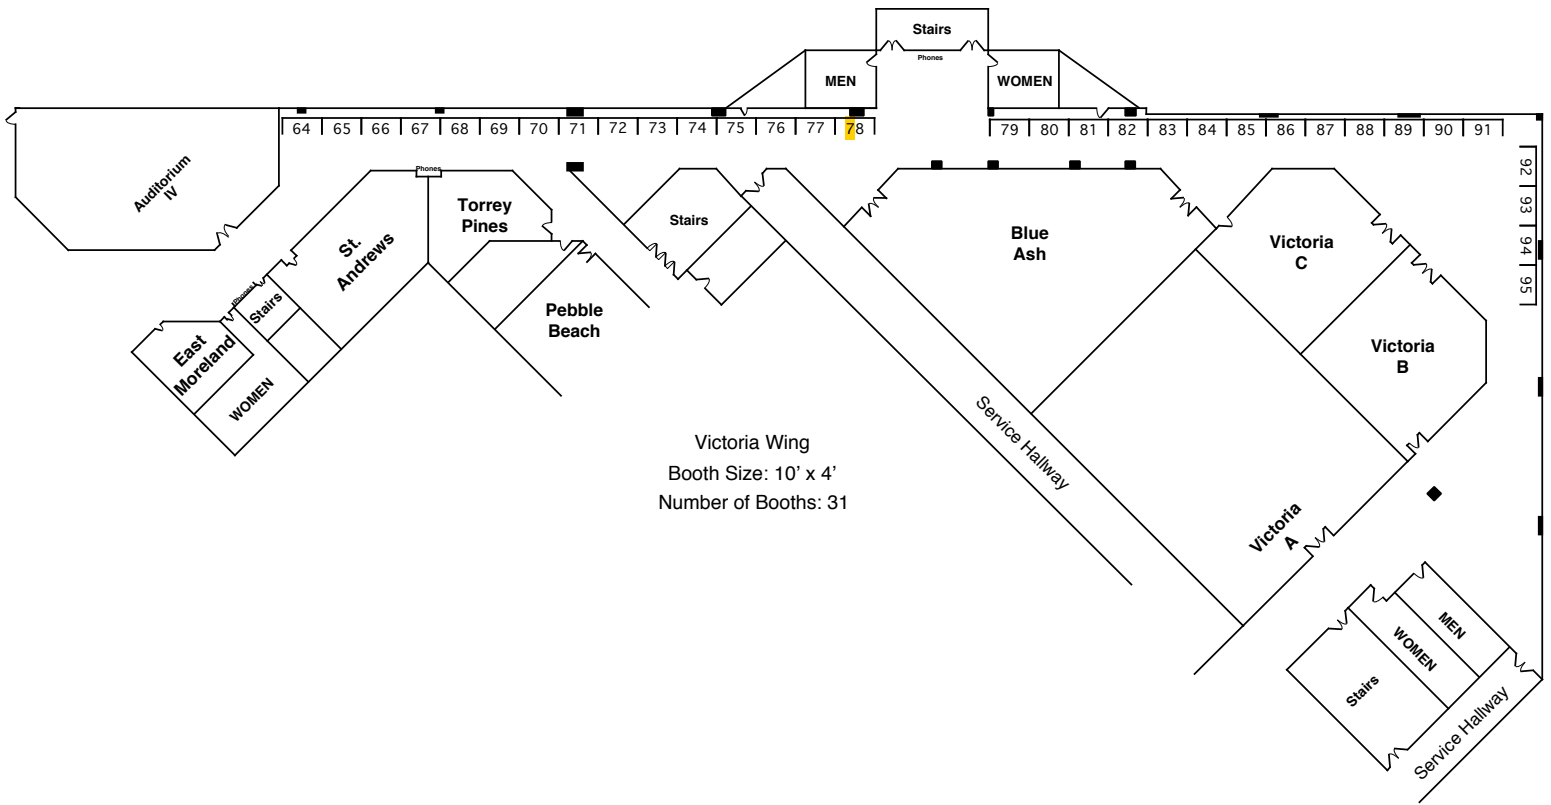 Stairs
Phones
MEN
WOMEN
64 65 66 67 68 69 70 71 72 73 74 75 76 77 78
79 80 81 82 83 84 85 86 87 88 89 90 91
92
93
94
95
Auditorium
IV
Phones
Torrey
Pines
St.
Andrews
Stairs
Blue
Ash
Victoria
C
Phones
Stairs
East
Moreland
WOMEN
Pebble
Beach
Victoria
B
Service Hallway
Victoria Wing
Booth Size: 10’ x 4’
Number of Booths: 31
Victoria
A
MEN
WOMEN
Stairs
Service Hallway